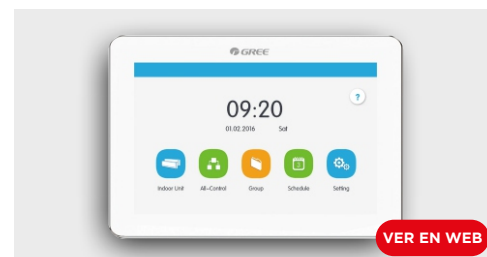 GREE
?
09:20
01.02.2016 Sat
Indoor Unit All-Control Group Schedule Setting
VER EN WEB